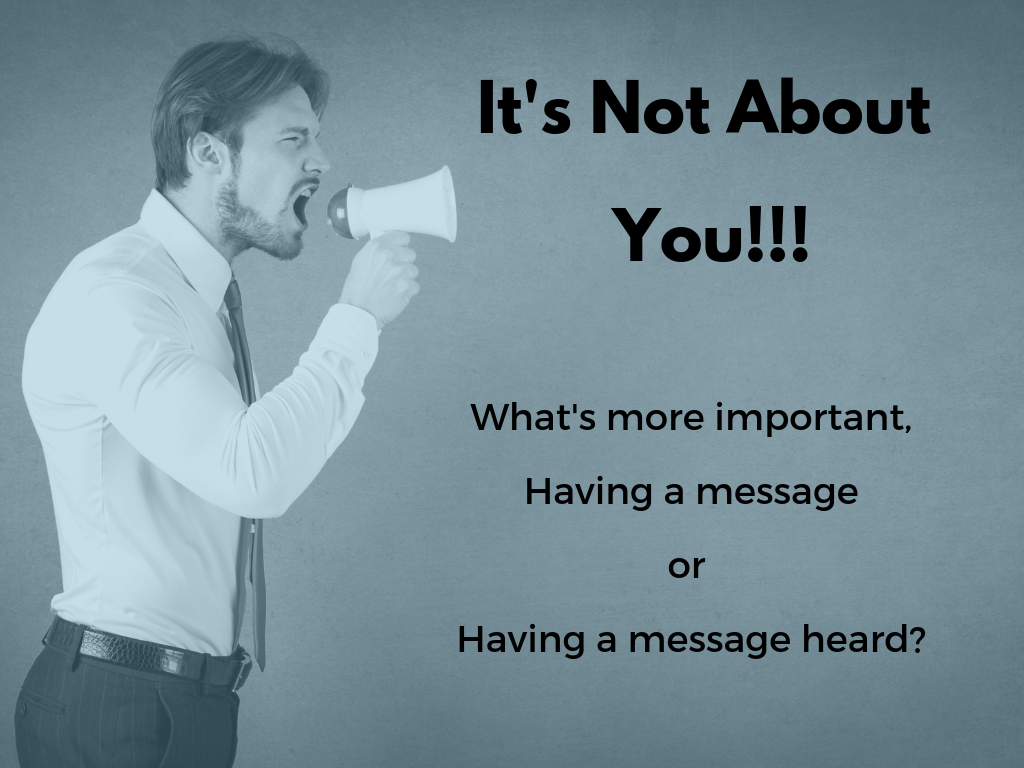 It's Not About
You!!!
What's more important,
Having a message
or
Having a message heard?